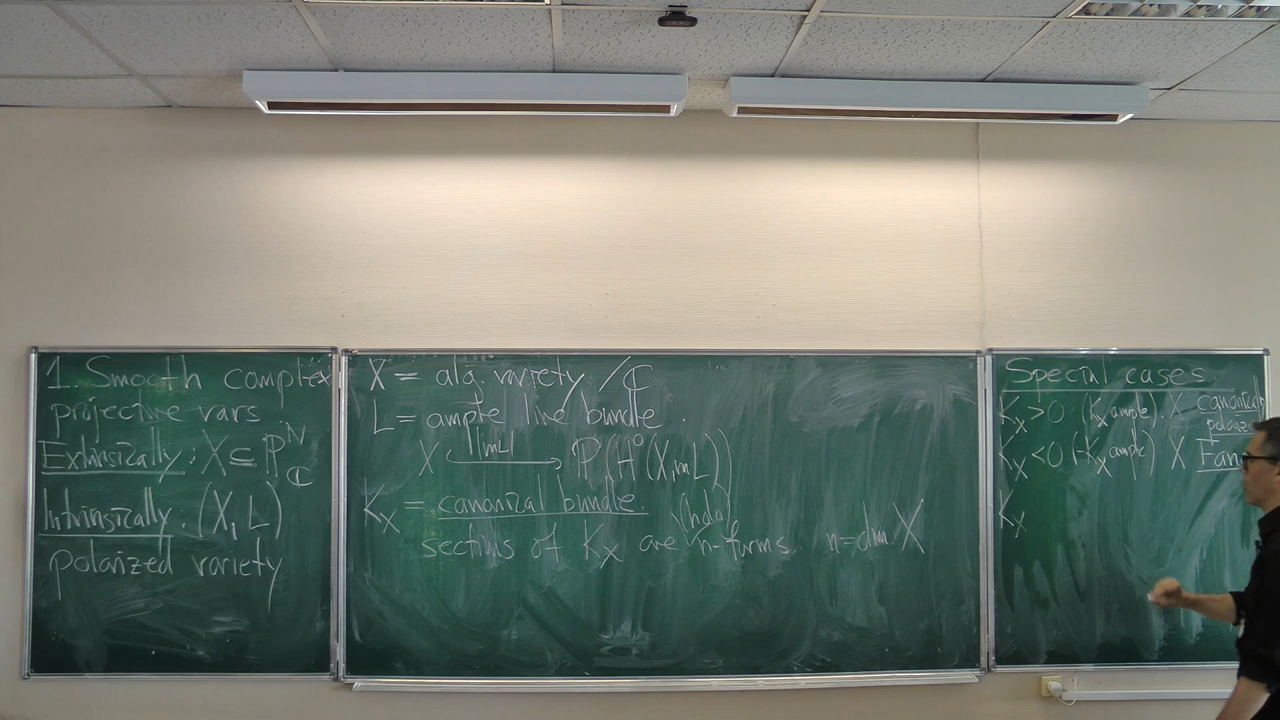 1. Smooth complex
projective vars
Extrinsically: X ⊆ ℙ^N_ℂ
Intrinsically. (X, L)
polarized variety
X = alg. variety /ℂ
L = ample line bundle.
X ↪ |mL| ℙ(H⁰(X, mL))
K_X = canonical bundle.
sections of K_X are (holo) n-forms n=dim X
Special cases
K_X > 0 (K_X ample). X canonically
polarized
K_X < 0 (-K_X ample) X Fan
K_X